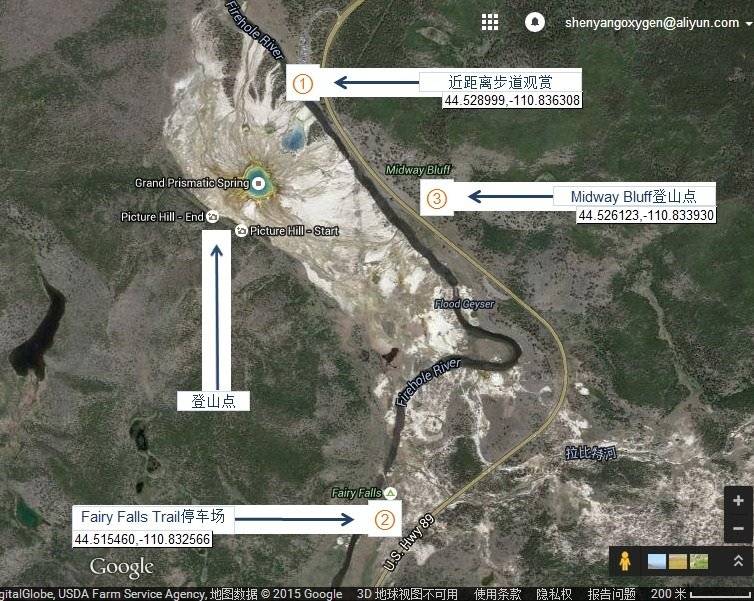 Firehole River
shenyangoxygen@aliyun.com
①
近距离步道观赏
44.528999,-110.836308
Midway Bluff
Grand Prismatic Spring
③
Midway Bluff登山点
44.526123,-110.833930
Picture Hill - End
Picture Hill - Start
Flood Geyser
Firehole River
登山点
拉比特河
Fairy Falls
Fairy Falls Trail停车场
②
44.515460,-110.832566
U.S. Hwy 89
Google
gitalGlobe, USDA Farm Service Agency, 地图数据 © 2015 Google 3D 地球视图不可用 使用条款 隐私权 报告问题 200 米